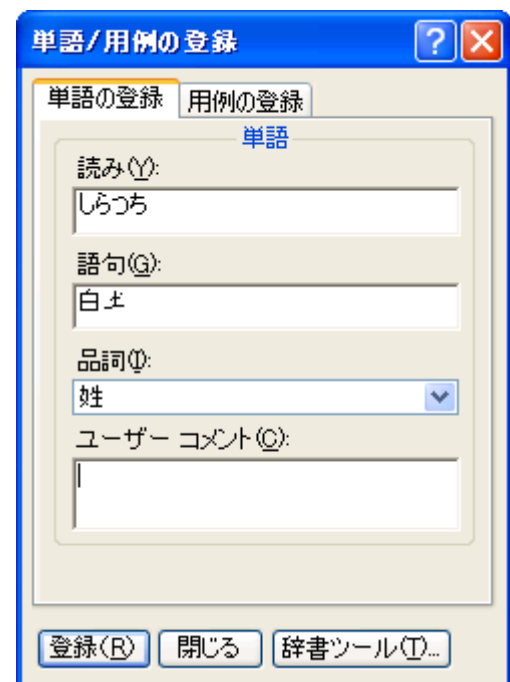 単語/用例の登録
単語の登録 用例の登録
単語
読み(Y):
しらつち
語句(G):
白圡
品詞(I):
姓
ユーザー コメント(C):
登録(R) 閉じる 辞書ツール(T)...